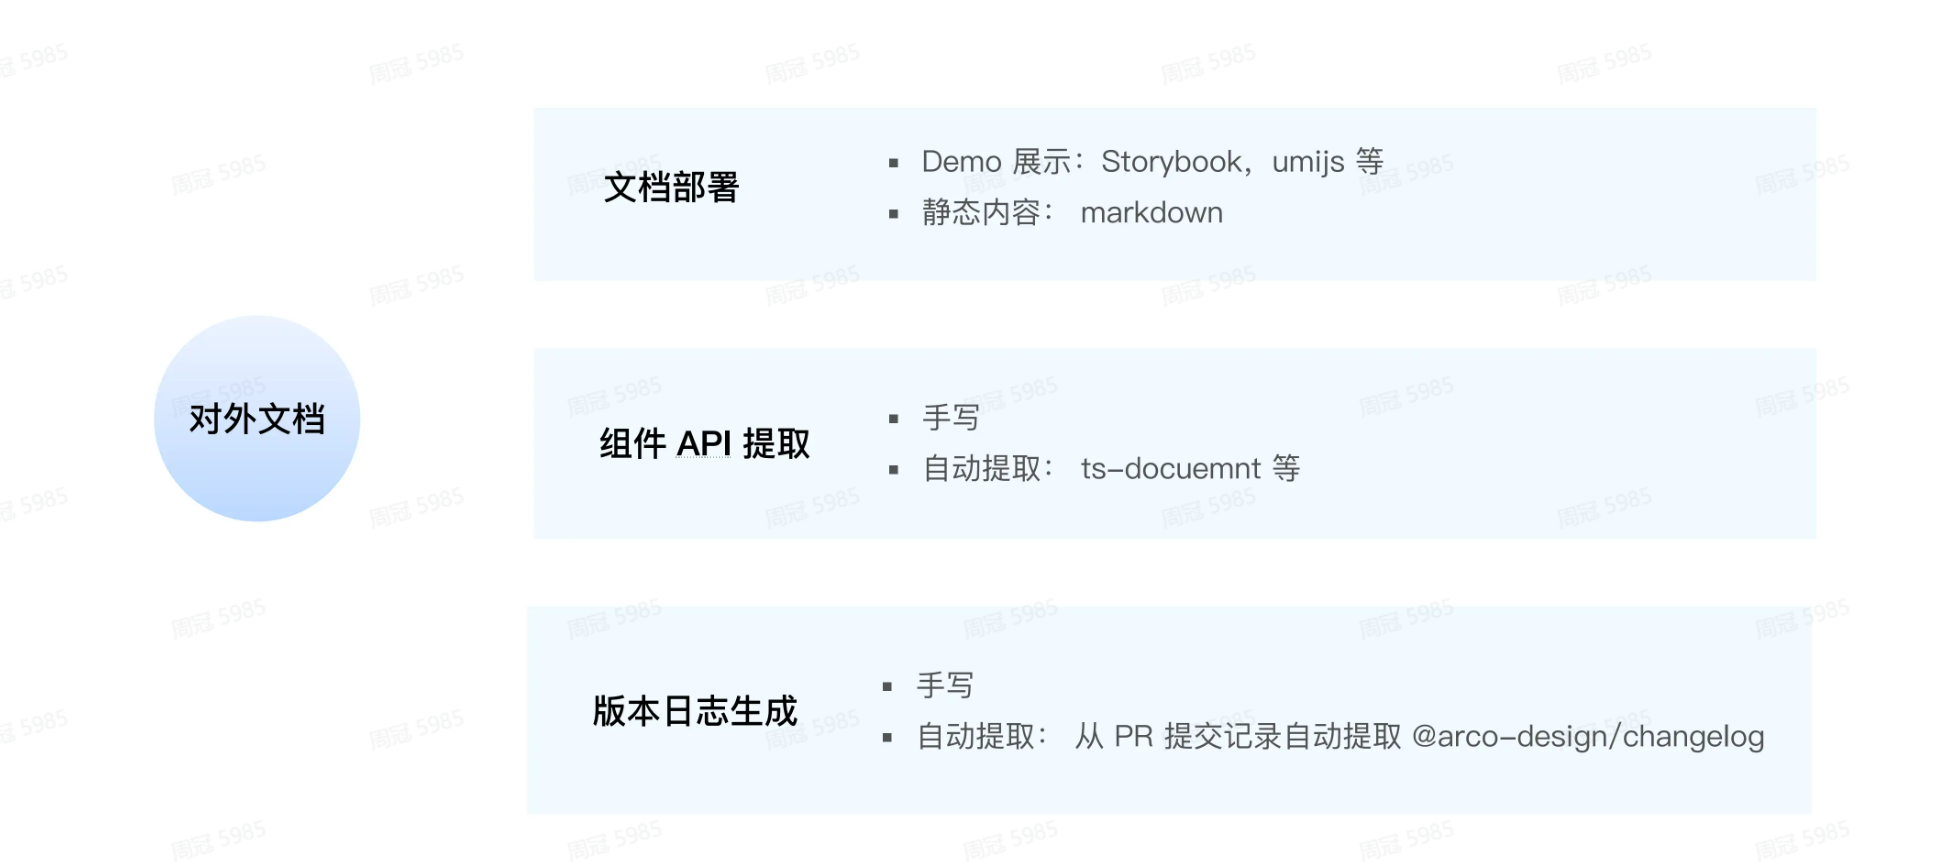 文档部署
▪ Demo 展示：Storybook，umijs 等
▪ 静态内容： markdown
对外文档
组件 API 提取
▪ 手写
▪ 自动提取： ts-docuemnt 等
版本日志生成
▪ 手写
▪ 自动提取： 从 PR 提交记录自动提取 @arco-design/changelog
周冠 5985